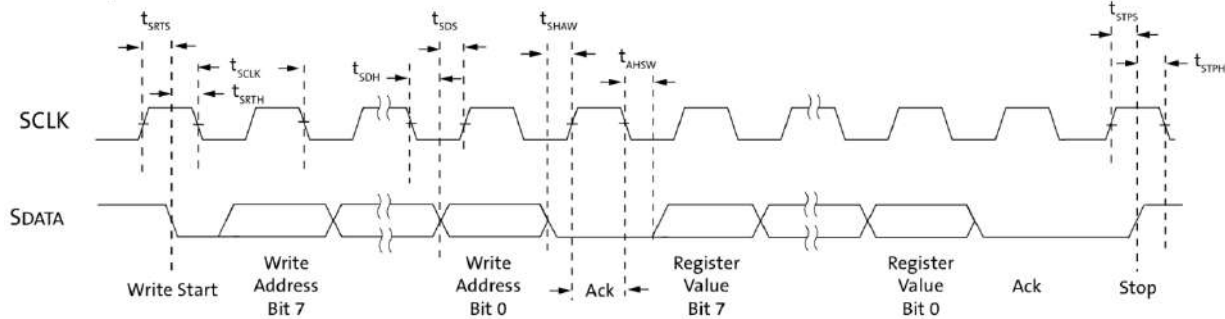 tSRTS
tSDS
tSHAW
tSTPS
tSCLK
tSRTH
tSDH
tAHSW
tSTPH
SCLK
SDATA
Write Start
Write
Address
Bit 7
Write
Address
Bit 0
Ack
Register
Value
Bit 7
Register
Value
Bit 0
Ack
Stop